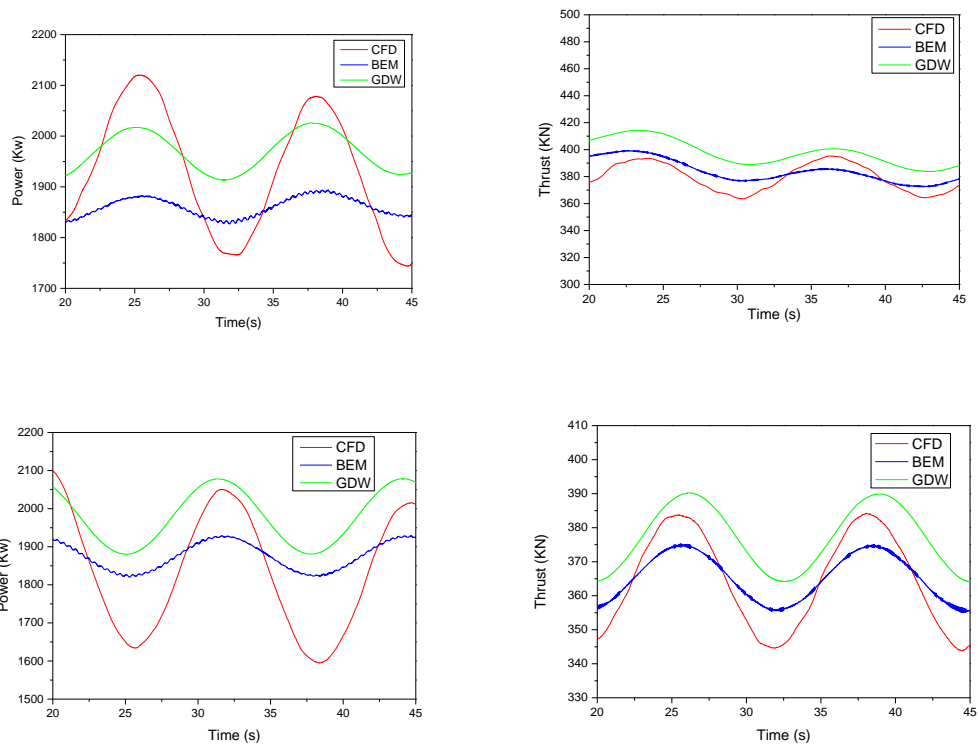 2200
2100
2000
1900
1800
1700
20
25
30
35
40
45
Power (Kw)
Time(s)
CFD
BEM
GDW
500
480
460
440
420
400
380
360
340
320
300
20
25
30
35
40
45
Thrust (KN)
Time (s)
CFD
BEM
GDW
2200
2100
2000
1900
1800
1700
1600
1500
20
25
30
35
40
45
Power (Kw)
Time (s)
CFD
BEM
GDW
410
400
390
380
370
360
350
340
330
20
25
30
35
40
45
Thrust (KN)
Time (s)
CFD
BEM
GDW